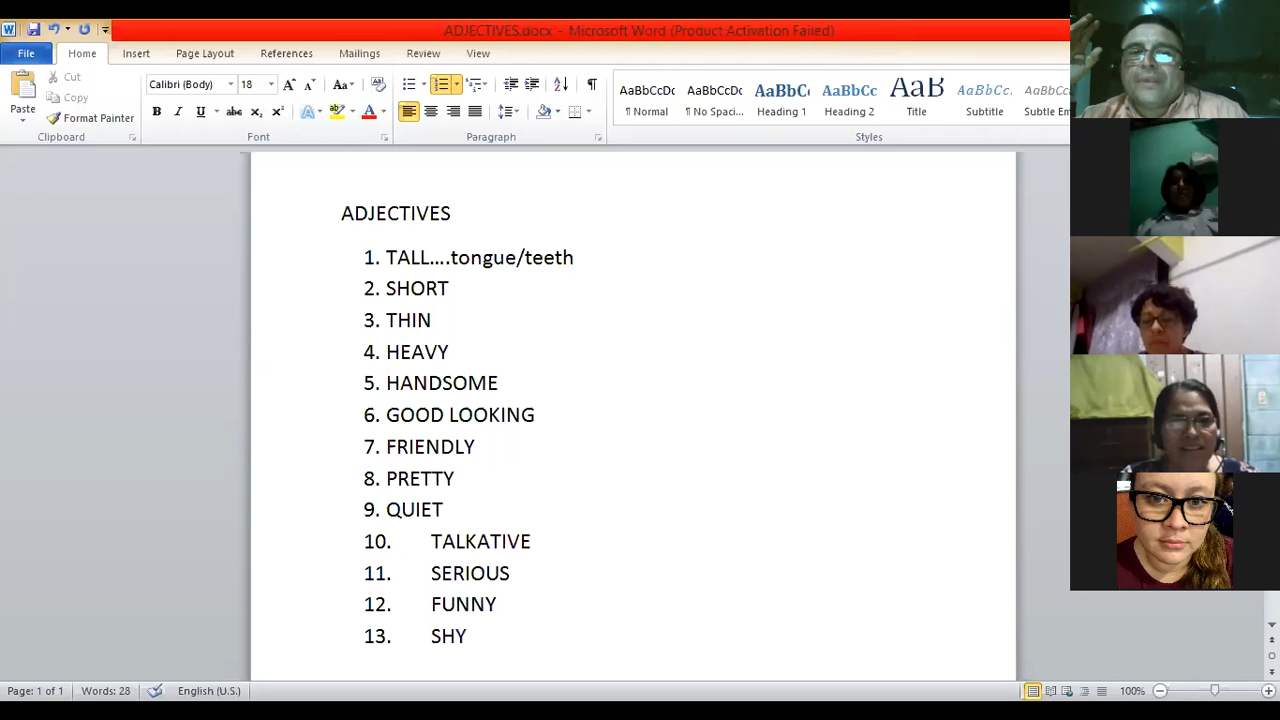 ADJECTIVES.docx - Microsoft Word (Product Activation Failed)
File Home Insert Page Layout References Mailings Review View
Paste
Cut
Copy
Format Painter
Clipboard
Calibri (Body) 18
Font
Paragraph
AaBbCcDc AaBbCcDc AaBbCc AaBbCc AaB AaBbCc. AaBbCc
¶ Normal ¶ No Spaci... Heading 1 Heading 2 Title Subtitle Subtle Em
Styles
ADJECTIVES
1. TALL....tongue/teeth
2. SHORT
3. THIN
4. HEAVY
5. HANDSOME
6. GOOD LOOKING
7. FRIENDLY
8. PRETTY
9. QUIET
10. TALKATIVE
11. SERIOUS
12. FUNNY
13. SHY
Page: 1 of 1 Words: 28 English (U.S.) 100%